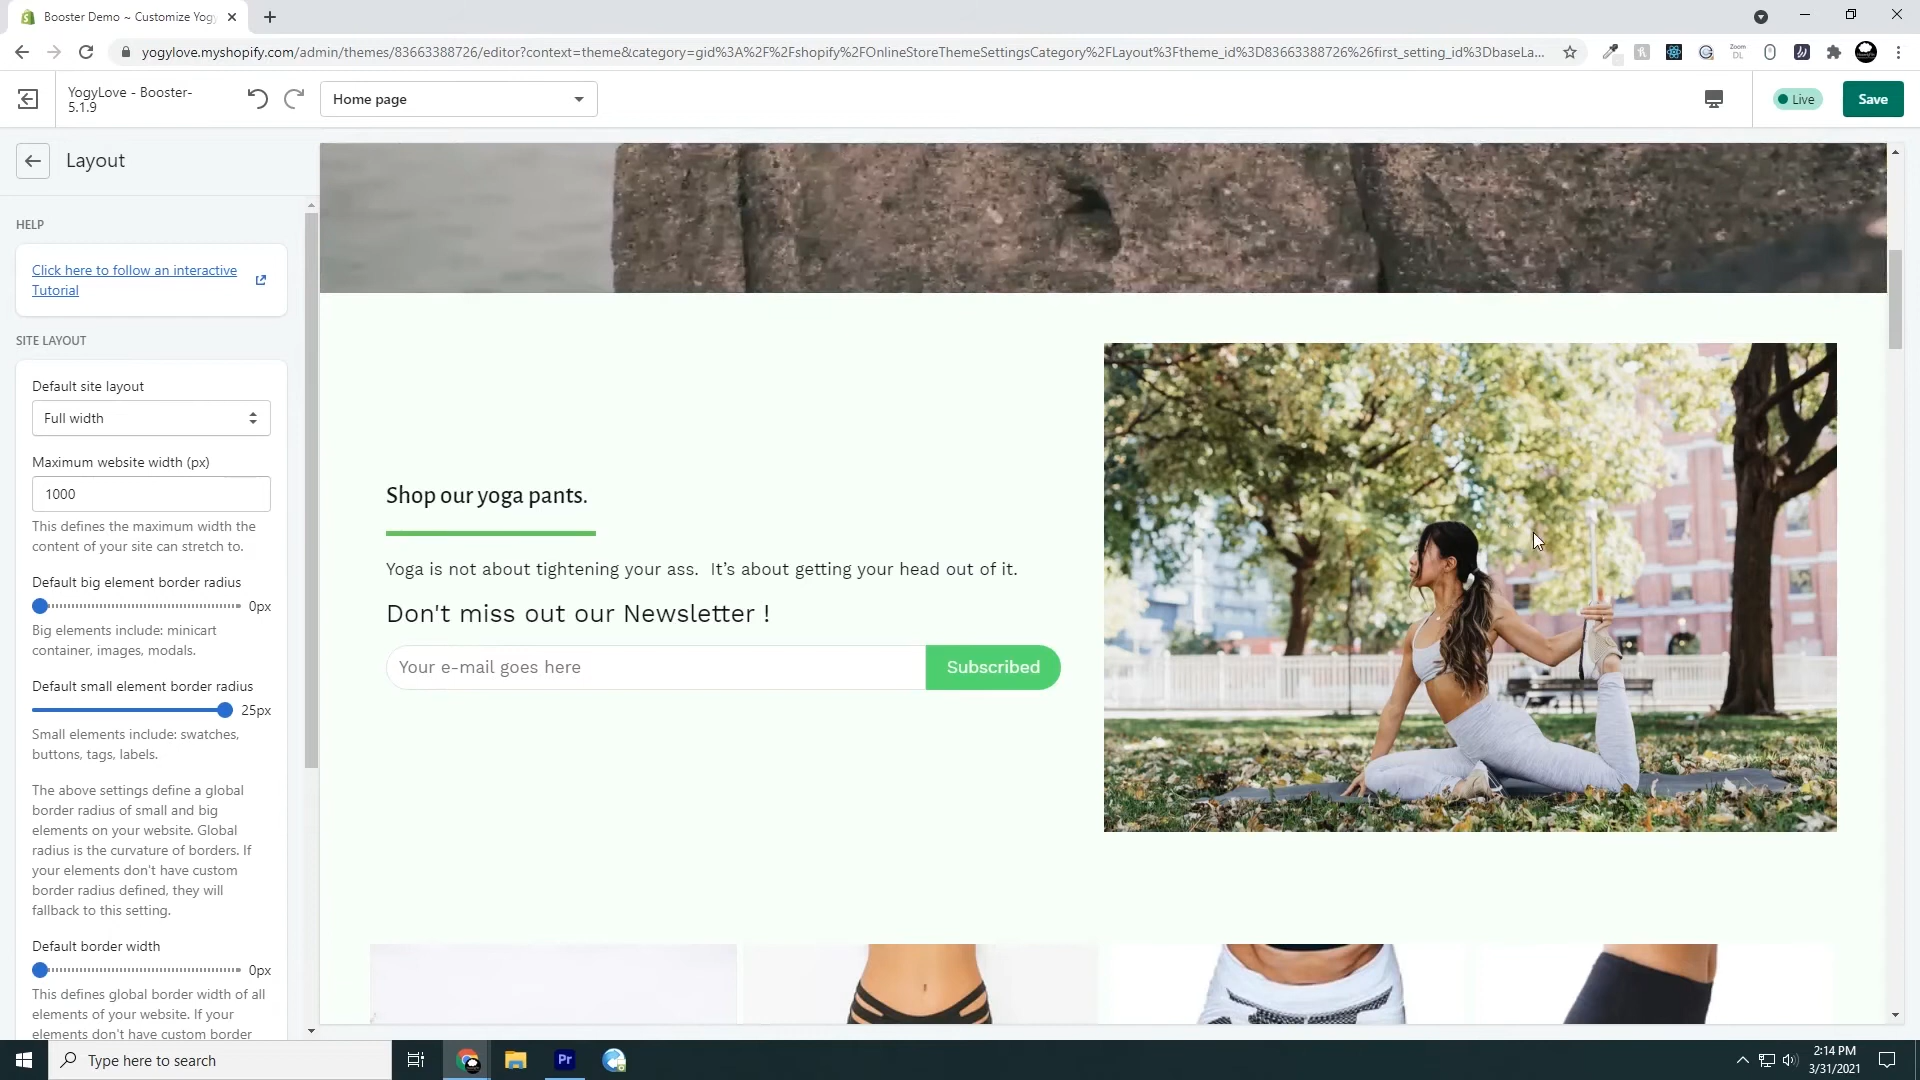 Booster Demo ~ Customize Yogy
yogylove.myshopify.com/admin/themes/83663388726/editor?context=theme&category=gid%3A%2F%2Fshopify%2FOnlineStoreThemeSettingsCategory%2FLayout%3Ftheme_id%3D83663388726%26first_setting_id%3DbaseLa...
Zoom
DL
YogyLove - Booster-
5.1.9
Home page
Live
Save
Layout
HELP
Click here to follow an interactive
Tutorial
SITE LAYOUT
Default site layout
Full width
Maximum website width (px)
1000
This defines the maximum width the
content of your site can stretch to.
Default big element border radius
0px
Big elements include: minicart
container, images, modals.
Default small element border radius
25px
Small elements include: swatches,
buttons, tags, labels.
The above settings define a global
border radius of small and big
elements on your website. Global
radius is the curvature of borders. If
your elements don't have custom
border radius defined, they will
fallback to this setting.
Default border width
0px
This defines global border width of all
elements of your website. If your
elements don't have custom border
Shop our yoga pants.
Yoga is not about tightening your ass. It’s about getting your head out of it.
Don't miss out our Newsletter !
Your e-mail goes here
Subscribed
Type here to search
Pr
2:14 PM
3/31/2021